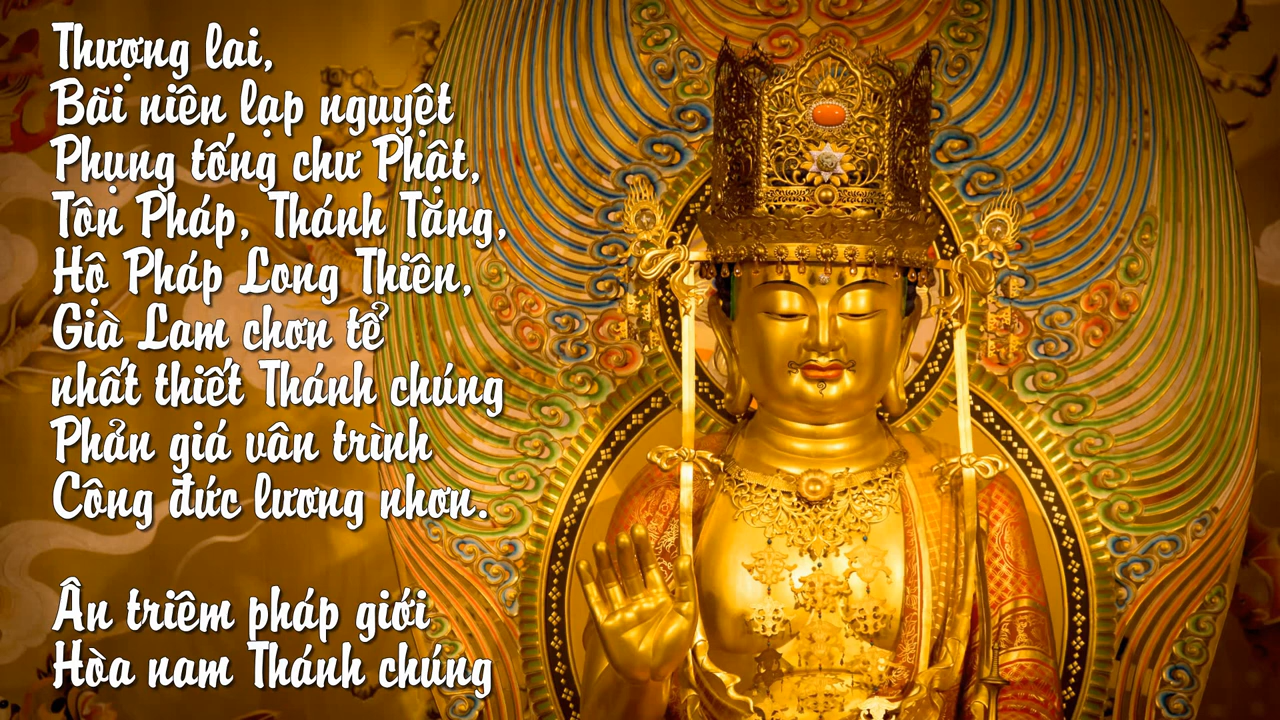 Thượng lai,
Bãi niên lạp nguyệt
Phụng tống chư Phật,
Tôn Pháp, Thánh Tăng,
Hộ Pháp Long Thiên,
Già Lam chơn tể
nhất thiết Thánh chúng
Phản giá vân trình
Công đức lương nhơn.
Ân triêm pháp giới
Hòa nam Thánh chúng